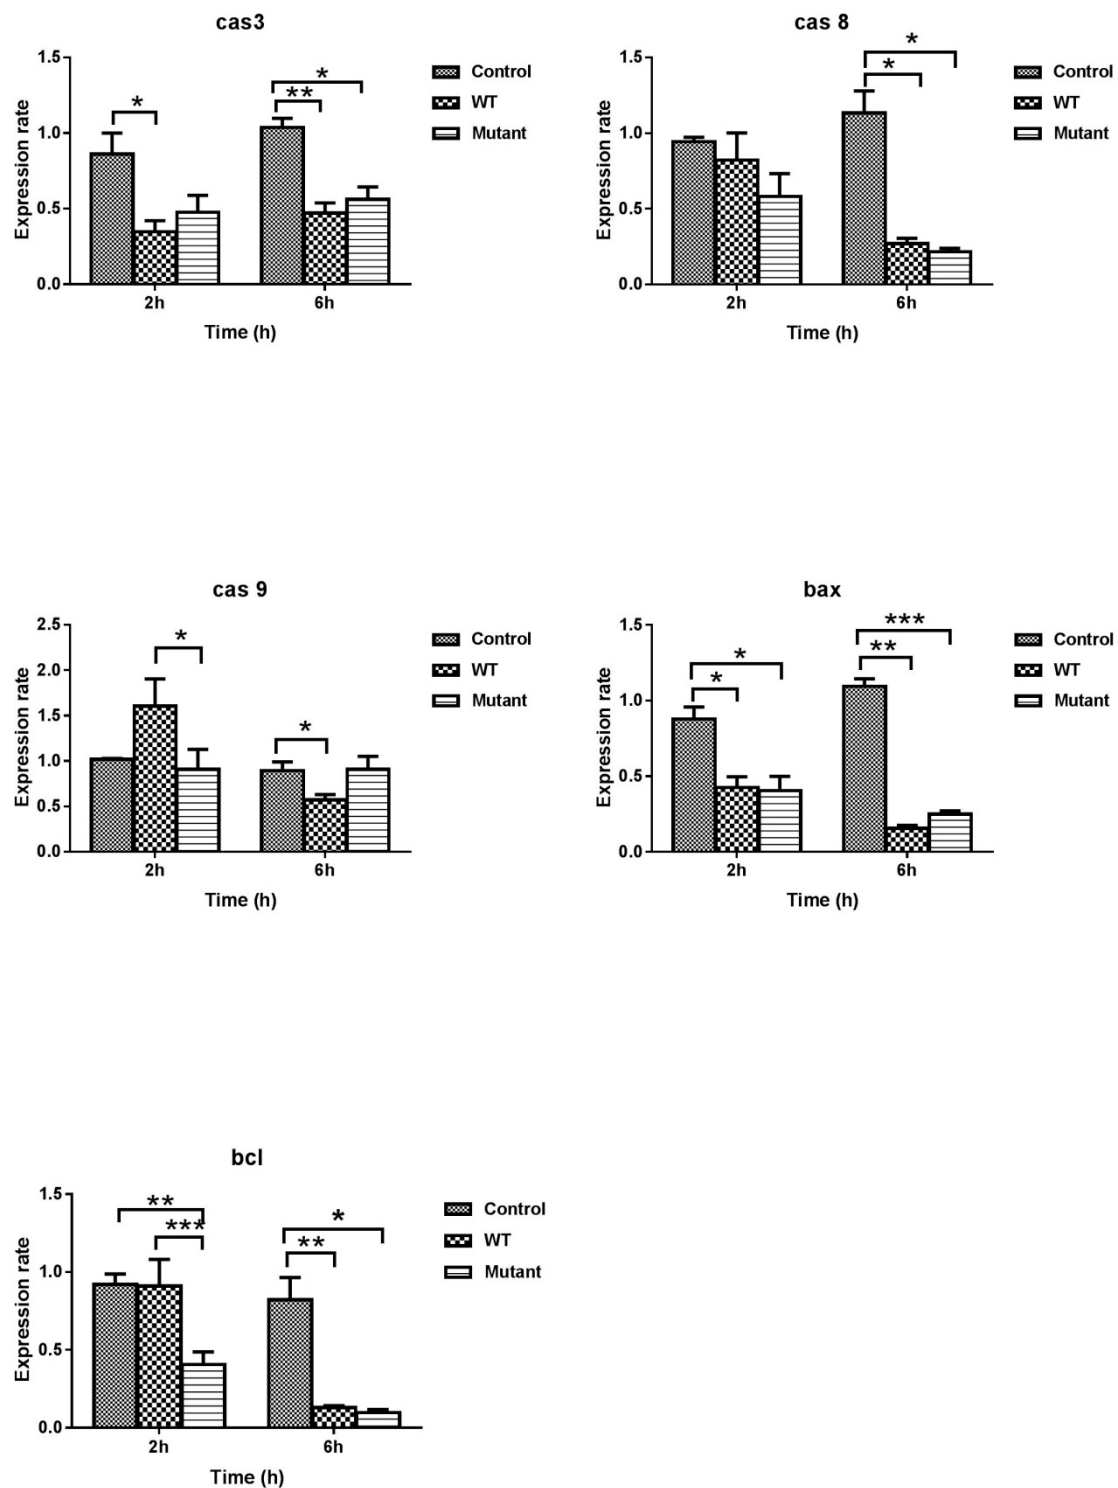 cas3
1.5
1.0
0.5
0.0
Expression rate
*
**
*
2h
6h
Time (h)
Control
WT
Mutant
cas 8
1.5
1.0
0.5
0.0
Expression rate
*
*
2h
6h
Time (h)
Control
WT
Mutant
cas 9
2.5
2.0
1.5
1.0
0.5
0.0
Expression rate
*
*
2h
6h
Time (h)
Control
WT
Mutant
bax
1.5
1.0
0.5
0.0
Expression rate
*
*
***
**
2h
6h
Time (h)
Control
WT
Mutant
bcl
1.5
1.0
0.5
0.0
Expression rate
**
***
*
**
2h
6h
Time (h)
Control
WT
Mutant